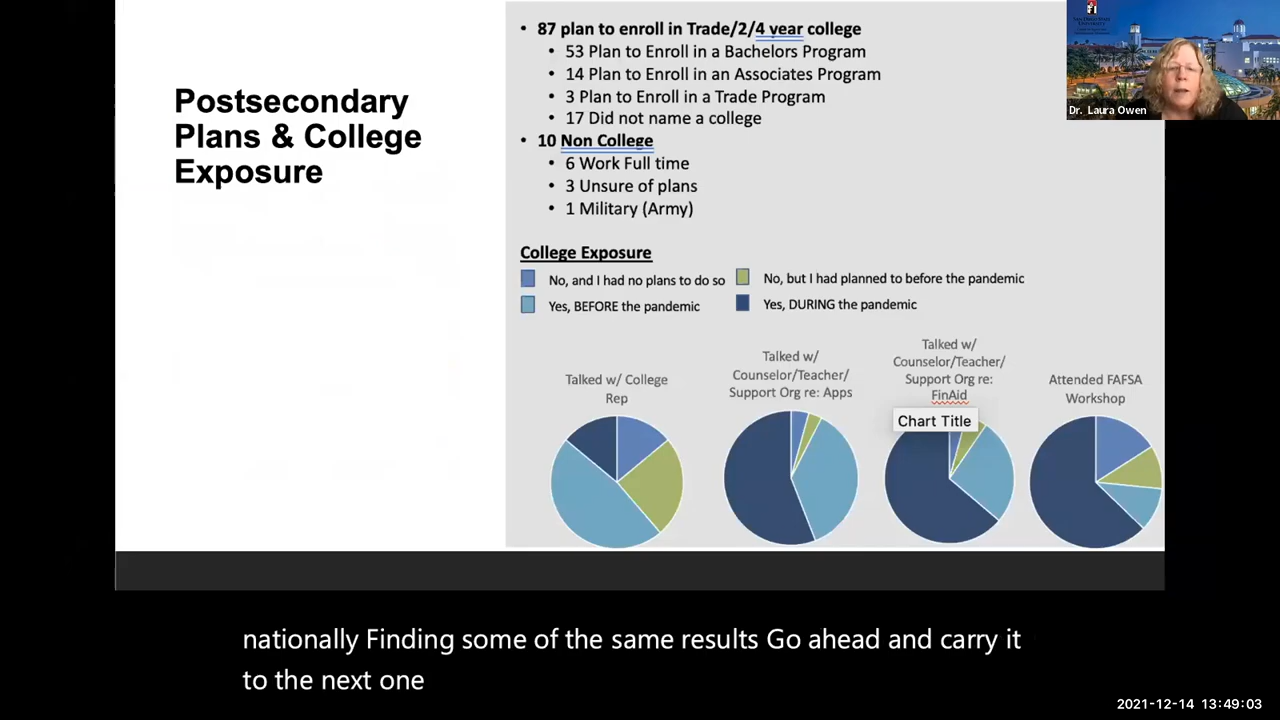 Postsecondary
Plans & College
Exposure
• 87 plan to enroll in Trade/2/4 year college
• 53 Plan to Enroll in a Bachelors Program
• 14 Plan to Enroll in an Associates Program
• 3 Plan to Enroll in a Trade Program
• 17 Did not name a college
• 10 Non College
• 6 Work Full time
• 3 Unsure of plans
• 1 Military (Army)
College Exposure
No, and I had no plans to do so
No, but I had planned to before the pandemic
Yes, BEFORE the pandemic
Yes, DURING the pandemic
Talked w/ College
Rep
Talked w/
Counselor/Teacher/
Support Org re: Apps
Talked w/
Counselor/Teacher/
Support Org re:
FinAid
Chart Title
Attended FAFSA
Workshop
Dr. Laura Owen
nationally Finding some of the same results Go ahead and carry it
to the next one
2021-12-14 13:49:03